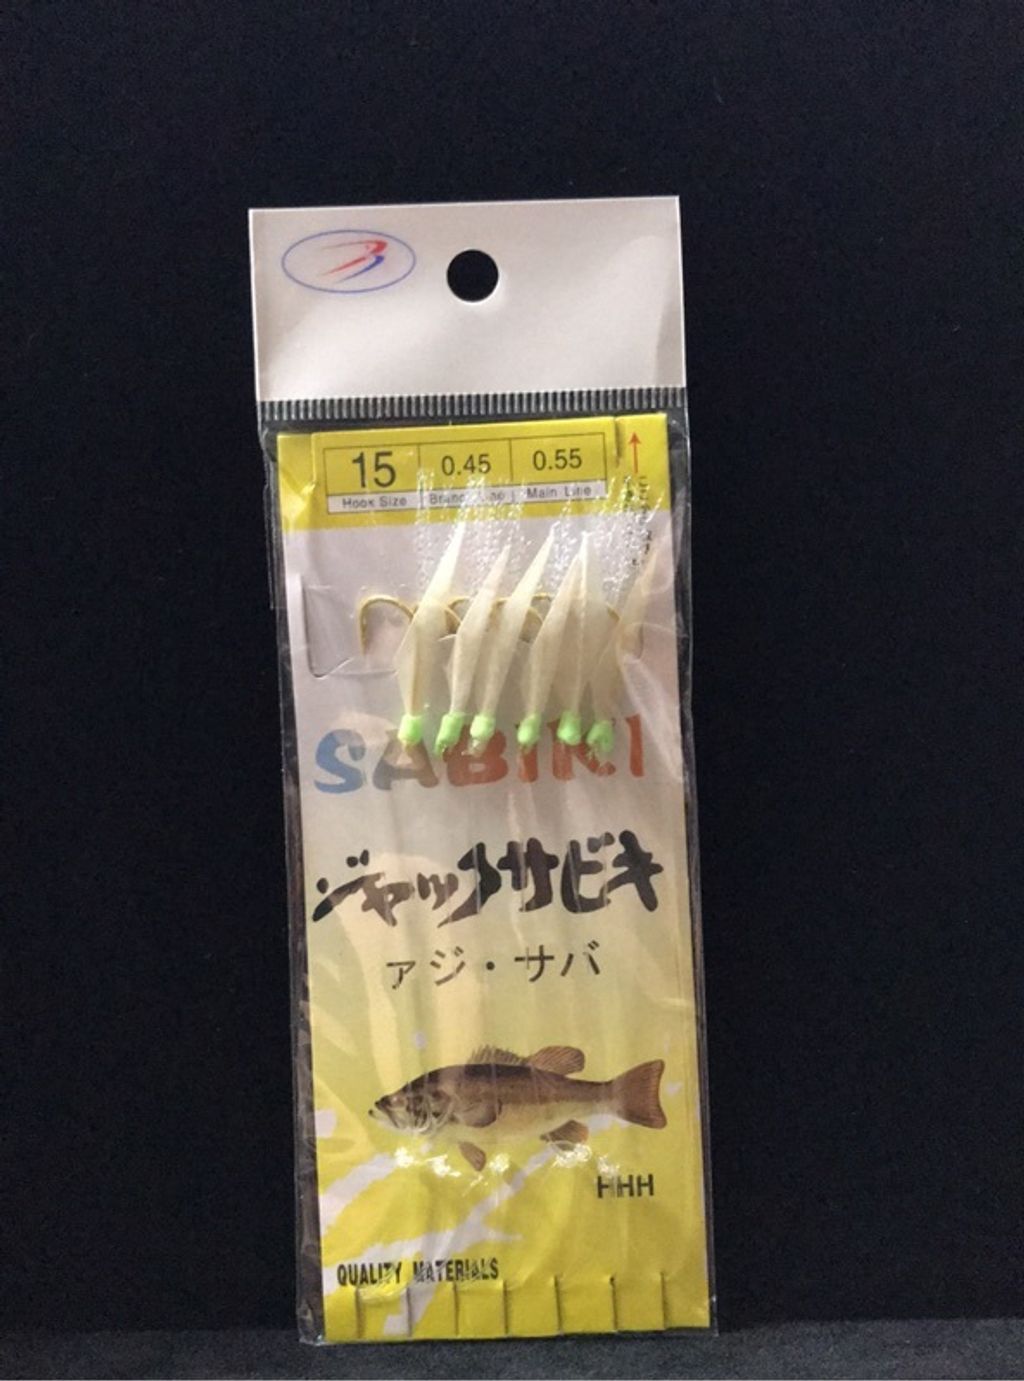 15 0.45 0.55
Hook Size Main Line
SABIKI
ジャックサビキ
アジ・サバ
HHH
QUALITY MATERIALS